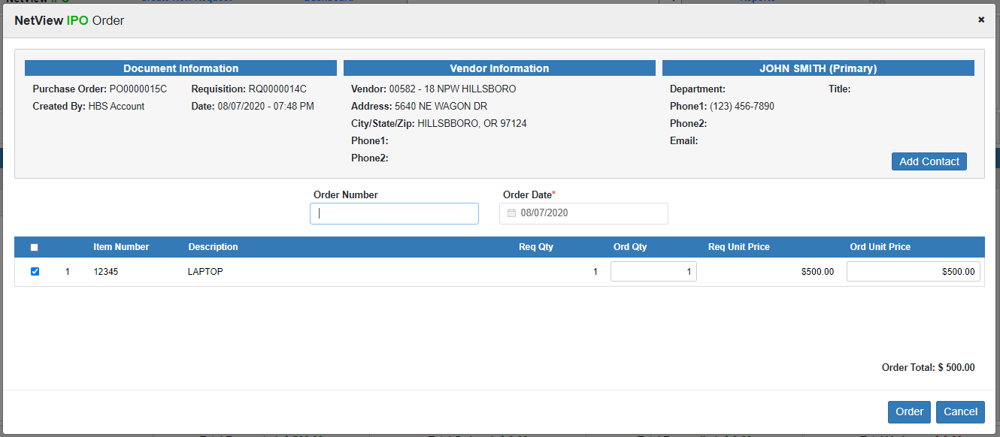 NetView IPO Order
Document Information
Purchase Order: PO0000015C Requisition: RQ0000014C
Created By: HBS Account Date: 08/07/2020 - 07:48 PM
Vendor Information
Vendor: 00582 - 18 NPW HILLSBORO
Address: 5640 NE WAGON DR
City/State/Zip: HILLSBBORO, OR 97124
Phone1:
Phone2:
JOHN SMITH (Primary)
Department: Title:
Phone1: (123) 456-7890
Phone2:
Email:
Add Contact
Order Number Order Date*
08/07/2020
Item Number Description Req Qty Ord Qty Req Unit Price Ord Unit Price
1 12345 LAPTOP 1 1 $500.00 $500.00
Order Total: $ 500.00
Order Cancel